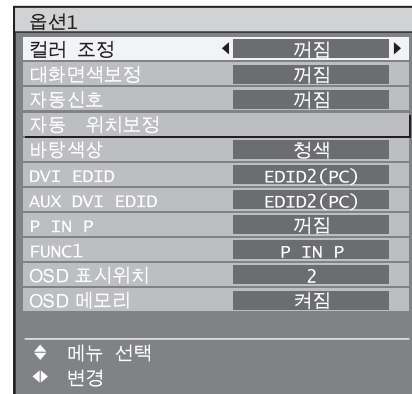 옵션1
컬러 조정 꺼짐
대화면색보정 꺼짐
자동신호 꺼짐
자동 위치보정
바탕색상 청색
DVI EDID EDID2(PC)
AUX DVI EDID EDID2(PC)
P IN P 꺼짐
FUNC1 P IN P
OSD 표시위치 2
OSD 메모리 켜짐
메뉴 선택
변경